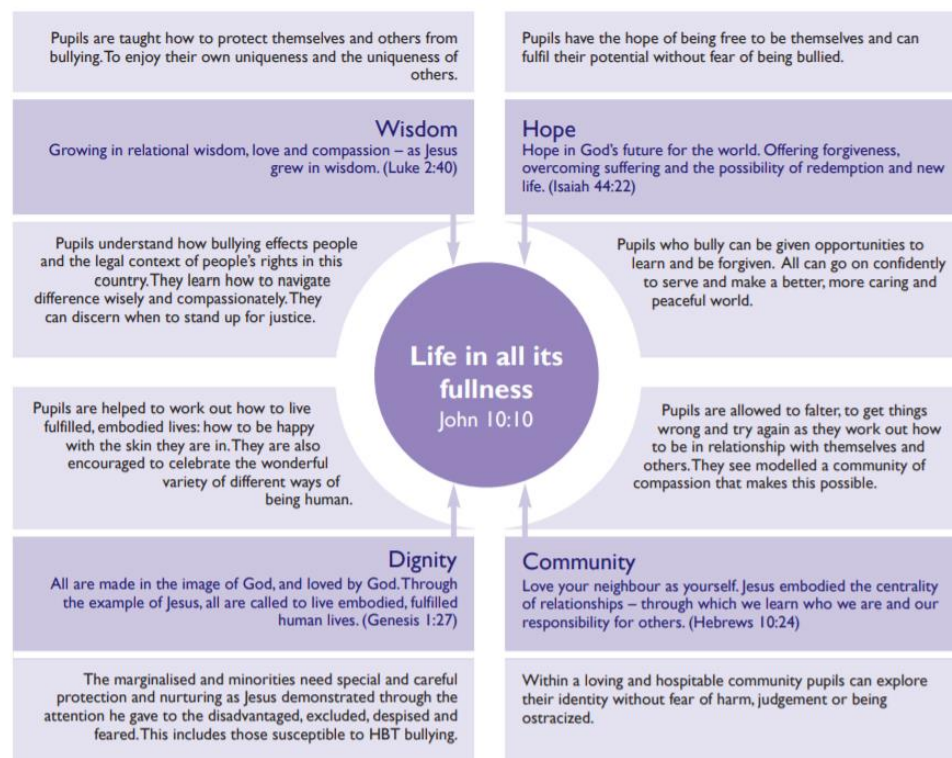 Pupils are taught how to protect themselves and others from
bullying. To enjoy their own uniqueness and the uniqueness of
others.
Wisdom
Growing in relational wisdom, love and compassion – as Jesus
grew in wisdom. (Luke 2:40)
Pupils understand how bullying effects people
and the legal context of people's rights in this
country. They learn how to navigate
difference wisely and compassionately. They
can discern when to stand up for justice.
Pupils have the hope of being free to be themselves and can
fulfil their potential without fear of being bullied.
Hope
Hope in God's future for the world. Offering forgiveness,
overcoming suffering and the possibility of redemption and new
life. (Isaiah 44:22)
Pupils who bully can be given opportunities to
learn and be forgiven. All can go on confidently
to serve and make a better, more caring and
peaceful world.
Life in all its
fullness
John 10:10
Pupils are helped to work out how to live
fulfilled, embodied lives: how to be happy
with the skin they are in. They are also
encouraged to celebrate the wonderful
variety of different ways of
being human.
Dignity
All are made in the image of God, and loved by God. Through
the example of Jesus, all are called to live embodied, fulfilled
human lives. (Genesis 1:27)
The marginalised and minorities need special and careful
protection and nurturing as Jesus demonstrated through the
attention he gave to the disadvantaged, excluded, despised and
feared. This includes those susceptible to HBT bullying.
Pupils are allowed to falter, to get things
wrong and try again as they work out how
to be in relationship with themselves and
others. They see modelled a community of
compassion that makes this possible.
Community
Love your neighbour as yourself. Jesus embodied the centrality
of relationships – through which we learn who we are and our
responsibility for others. (Hebrews 10:24)
Within a loving and hospitable community pupils can explore
their identity without fear of harm, judgement or being
ostracized.